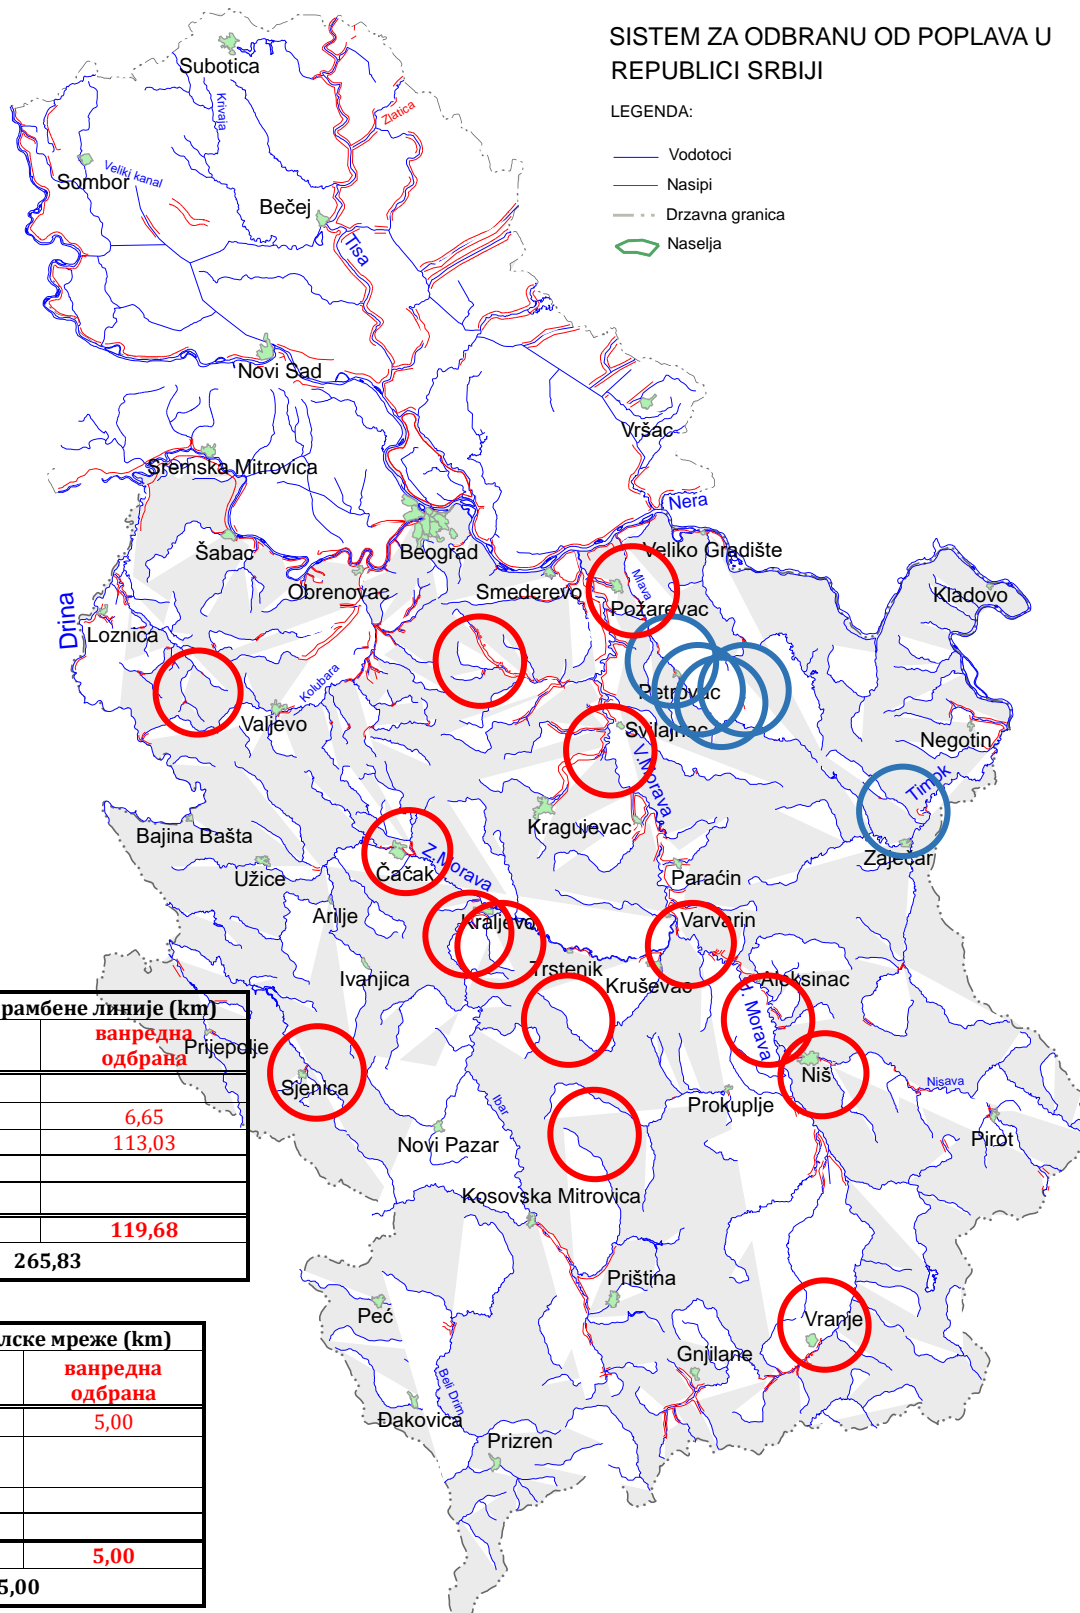 SISTEM ZA ODBRANU OD POPLAVA U
REPUBLICI SRBIJI
LEGENDA:
Vodotoci
Nasipi
Drzavna granica
Naselja
Subotica
Krivaja
Zlatica
Sombor
Veliki kanal
Bečej
Tisa
Novi Sad
Vršac
Sremska Mitrovica
Nera
Šabac
Beograd
Veliko Gradište
Obrenovac
Smederevo
Mlava
Požarevac
Kladovo
Drina
Loznica
Kolubara
Petrovac
Valjevo
Svilajnac
Negotin
V.Morava
Timok
Bajina Bašta
Kragujevac
Zaječar
Užice
Čačak
Z.Morava
Paraćin
Arilje
Kraljevo
Varvarin
Ivanjica
Trstenik
Kruševac
Aleksinac
J. Morava
Prijepolje
Sjenica
Niš
Nisava
Ibar
Prokuplje
Novi Pazar
Pirot
Kosovska Mitrovica
Priština
Peć
Vranje
Gnjilane
Beli Drim
Đakovica
Prizren
рамбене линије (km)
ванредна
одбрана
6,65
113,03
119,68
265,83
лске мреже (km)
ванредна
одбрана
5,00
5,00
5,00